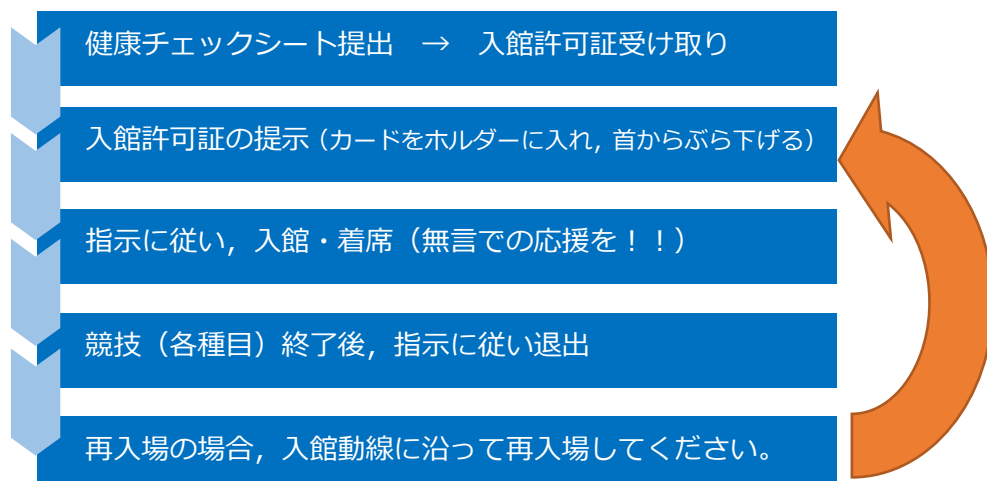 健康チェックシート提出　→　入館許可証受け取り
入館許可証の提示（カードをホルダーに入れ，首からぶら下げる）
指示に従い，入館・着席（無言での応援を！！）
競技（各種目）終了後，指示に従い退出
再入場の場合，入館動線に沿って再入場してください。